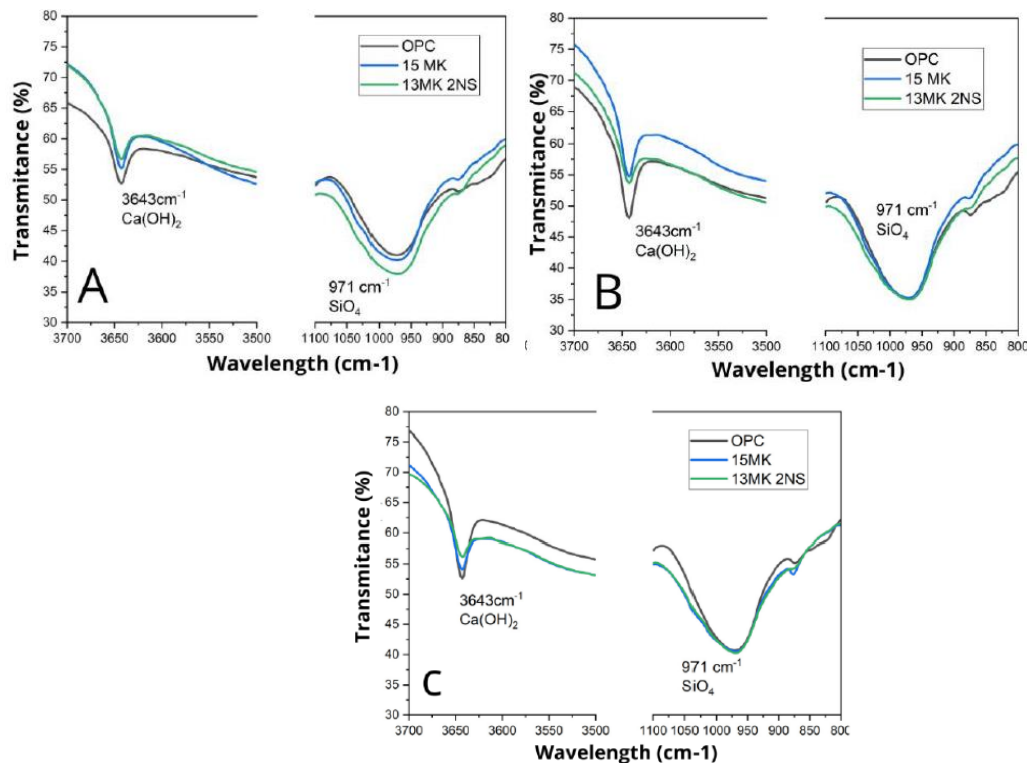 A
80
75
70
65
60
55
50
45
40
35
30
Transmitance (%)
OPC
15 MK
13MK 2NS
3643cm⁻¹
Ca(OH)₂
971 cm⁻¹
SiO₄
3700 3650 3600 3550 3500
1100 1050 1000 950 900 850 800
Wavelength (cm-1)
B
80
75
70
65
60
55
50
45
40
35
30
Transmitance (%)
OPC
15 MK
13MK 2NS
3643cm⁻¹
Ca(OH)₂
971 cm⁻¹
SiO₄
3700 3650 3600 3550 3500
1100 1050 1000 950 900 850 800
Wavelength (cm-1)
C
80
75
70
65
60
55
50
45
40
35
30
Transmitance (%)
OPC
15MK
13MK 2NS
3643cm⁻¹
Ca(OH)₂
971 cm⁻¹
SiO₄
3700 3650 3600 3550 3500
1100 1050 1000 950 900 850 800
Wavelength (cm-1)